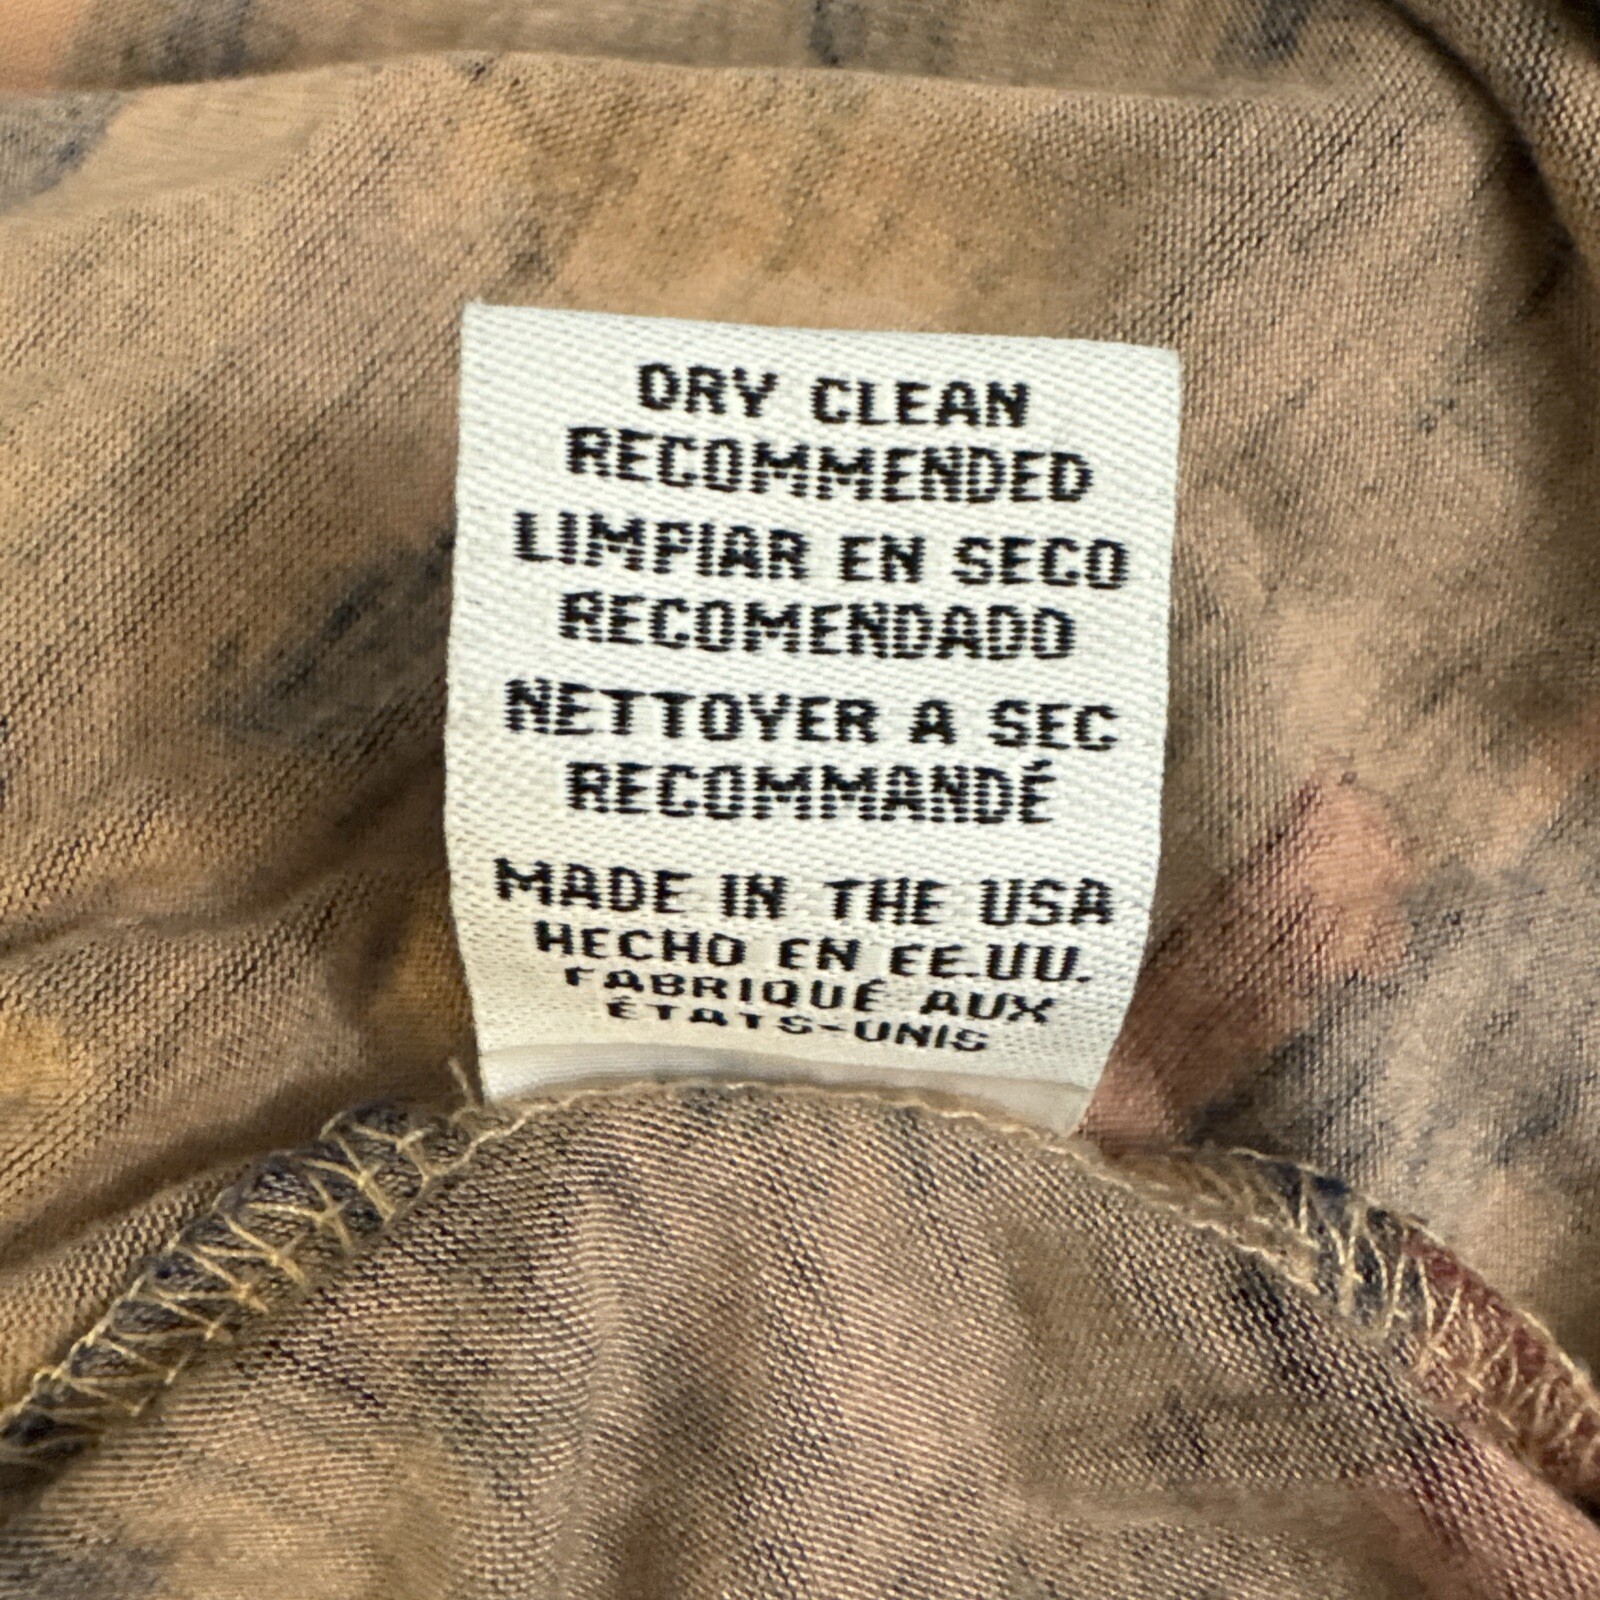 DRY CLEAN
RECOMMENDED
LIMPIAR EN SECO
RECOMENDADO
NETTOYER A SEC
RECOMMANDÉ
MADE IN THE USA
HECHO EN EE.UU.
FABRIQUÉ AUX
ÉTATS-UNIS